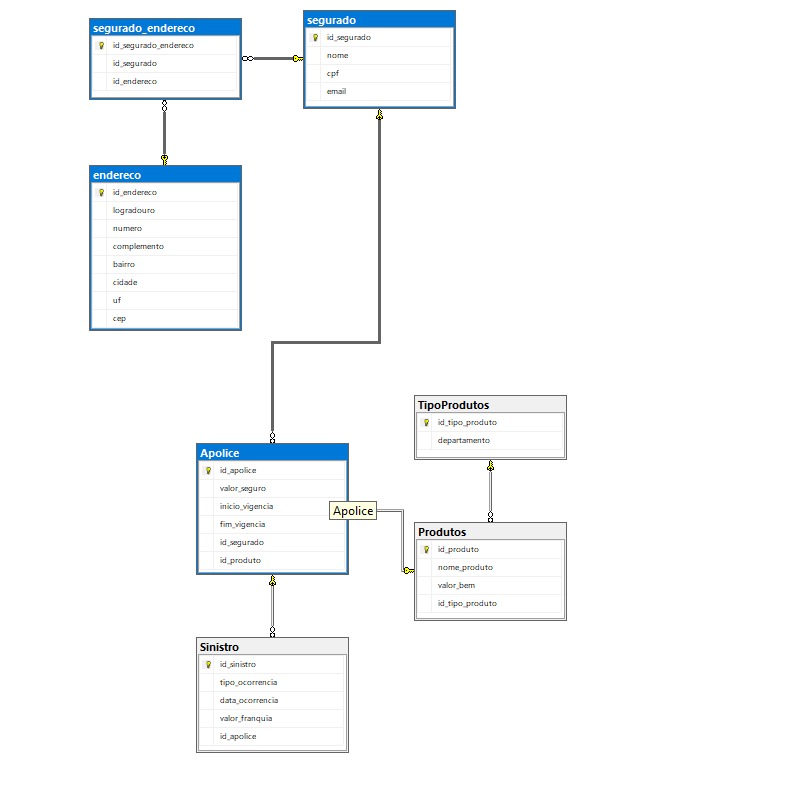 segurado_endereco
id_segurado_endereco
id_segurado
id_endereco
segurado
id_segurado
nome
cpf
email
endereco
id_endereco
logradouro
numero
complemento
bairro
cidade
uf
cep
TipoProdutos
id_tipo_produto
departamento
Apolice
id_apolice
valor_seguro
inicio_vigencia
fim_vigencia
id_segurado
id_produto
Apolice
Produtos
id_produto
nome_produto
valor_bem
id_tipo_produto
Sinistro
id_sinistro
tipo_ocorrencia
data_ocorrencia
valor_franquia
id_apolice